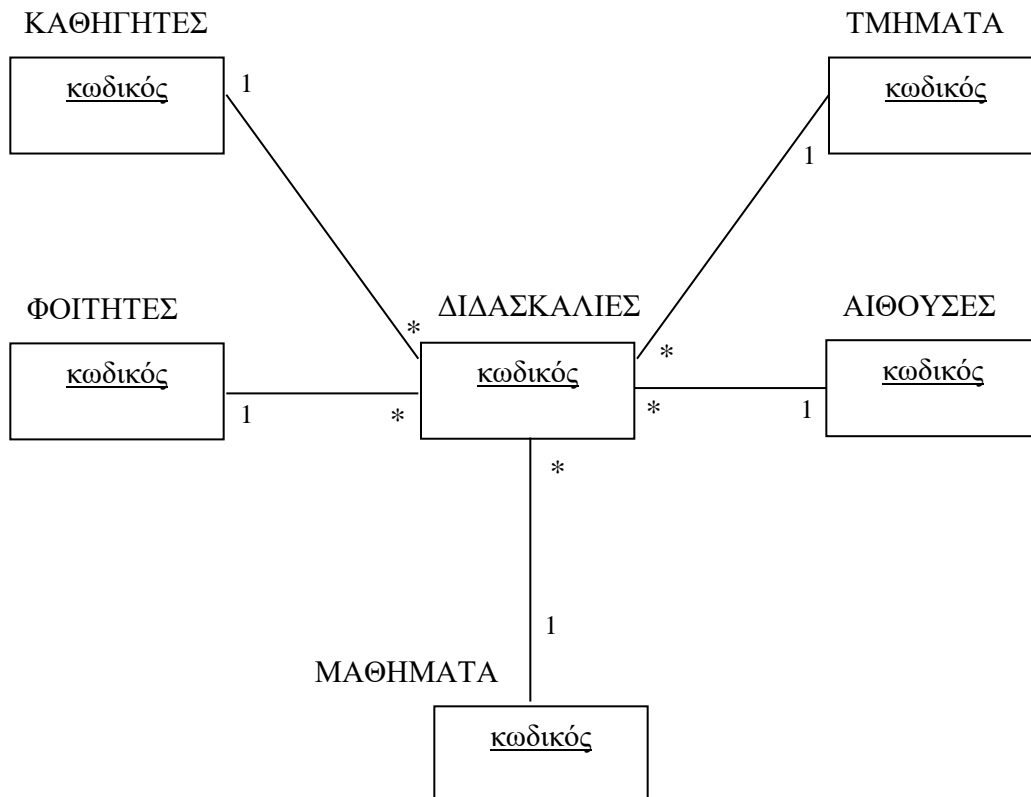 ΚΑΘΗΓΗΤΕΣ
ΤΜΗΜΑΤΑ
κωδικός
1
κωδικός
1
ΦΟΙΤΗΤΕΣ
ΔΙΔΑΣΚΑΛΙΕΣ
ΑΙΘΟΥΣΕΣ
*
*
κωδικός
κωδικός
κωδικός
1
*
*
1
*
1
ΜΑΘΗΜΑΤΑ
κωδικός